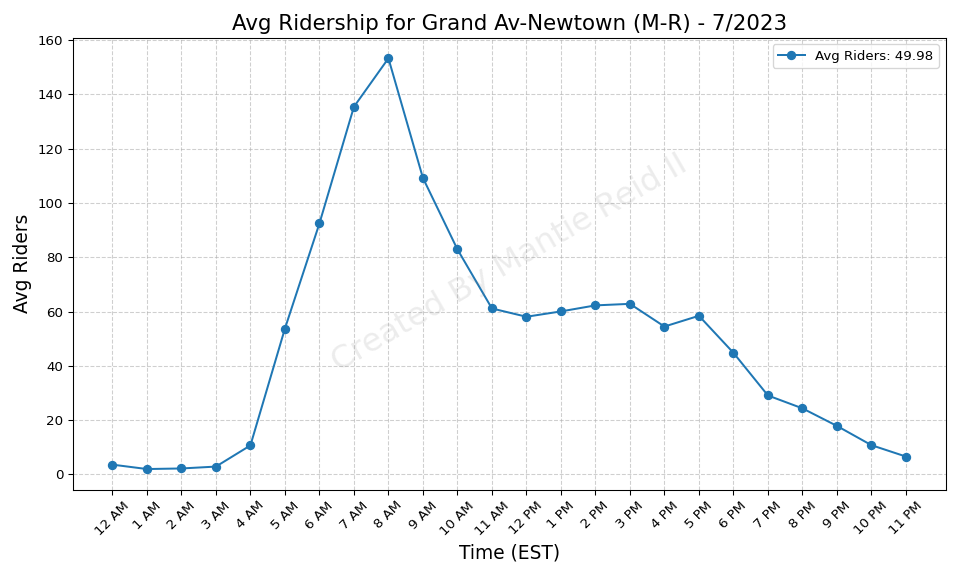 Avg Ridership for Grand Av-Newtown (M-R) - 7/2023
Avg Riders: 49.98
160
140
120
100
80
60
40
20
0
Avg Riders
Created By Mantle Reid II
12 AM
1 AM
2 AM
3 AM
4 AM
5 AM
6 AM
7 AM
8 AM
9 AM
10 AM
11 AM
12 PM
1 PM
2 PM
3 PM
4 PM
5 PM
6 PM
7 PM
8 PM
9 PM
10 PM
11 PM
Time (EST)